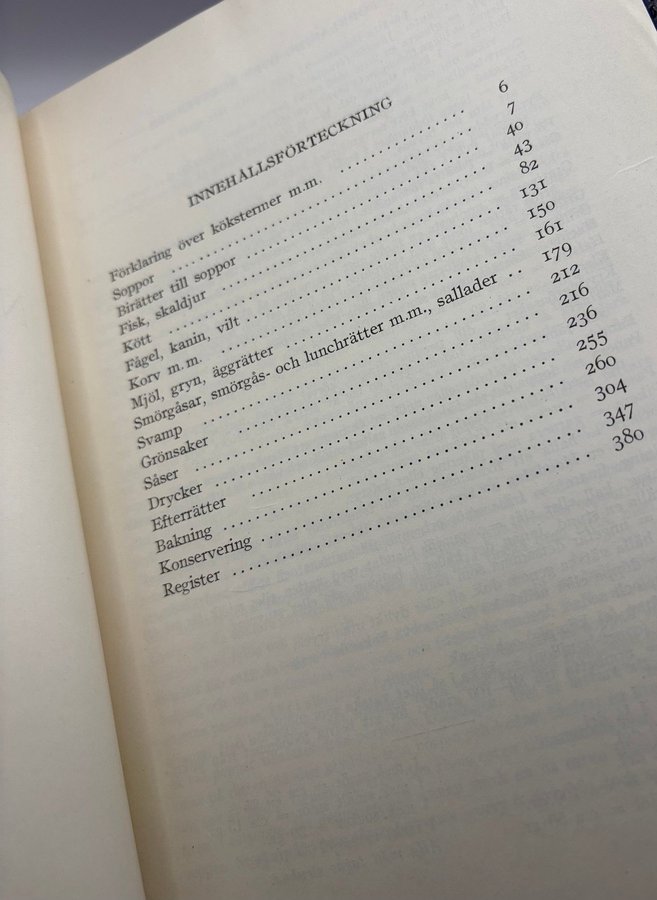 INNEHÅLLSFÖRTECKNING
Förklaring över kökstermer m.m. 6
Soppor 7
Birätter till soppor 40
Fisk, skaldjur 43
Kött 82
Fågel, kanin, vilt 131
Korv m. m. 150
Mjöl, gryn, äggrätter 161
Smörgåsar, smörgås- och lunchrätter m.m., sallader 179
Svamp 212
Grönsaker 216
Såser 236
Drycker 255
Efterrätter 260
Bakning 304
Konservering 347
Register 380